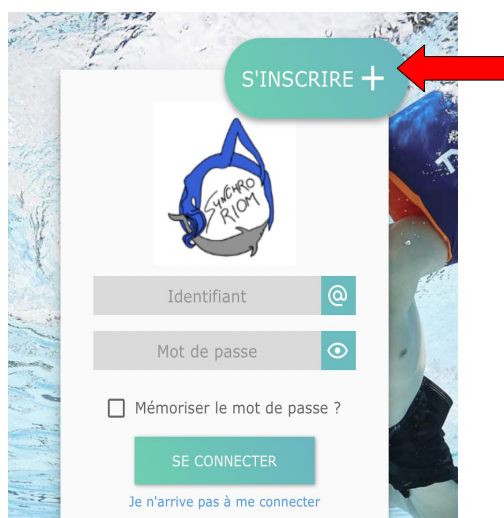 S'INSCRIRE +
SYNCHRO
RIOM
Identifiant @
Mot de passe
Mémoriser le mot de passe ?
SE CONNECTER
Je n'arrive pas à me connecter